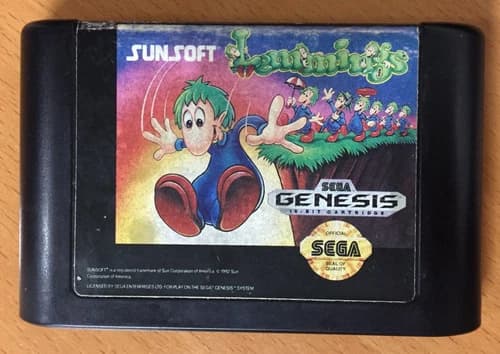 SUNSOFT Lemmings
SEGA
GENESIS
16-BIT CARTRIDGE
OFFICIAL
SEGA
SEAL OF
QUALITY
SUNSOFT® is a registered trademark of Sun Corporation of America. © 1992 Sun
Corporation of America.
LICENSED BY SEGA ENTERPRISES LTD. FOR PLAY ON THE SEGA® GENESIS™ SYSTEM.